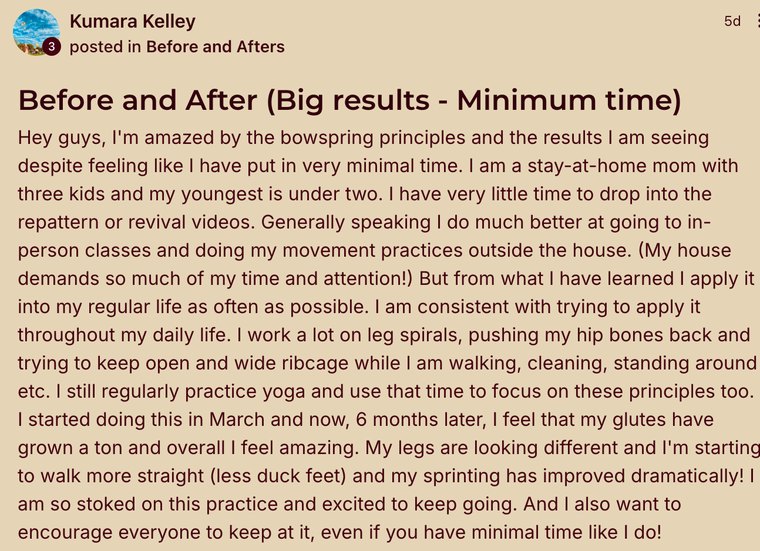 Kumara Kelley
5d
3
posted in Before and Afters
Before and After (Big results - Minimum time)
Hey guys, I'm amazed by the bowspring principles and the results I am seeing
despite feeling like I have put in very minimal time. I am a stay-at-home mom with
three kids and my youngest is under two. I have very little time to drop into the
repattern or revival videos. Generally speaking I do much better at going to in-
person classes and doing my movement practices outside the house. (My house
demands so much of my time and attention!) But from what I have learned I apply it
into my regular life as often as possible. I am consistent with trying to apply it
throughout my daily life. I work a lot on leg spirals, pushing my hip bones back and
trying to keep open and wide ribcage while I am walking, cleaning, standing around
etc. I still regularly practice yoga and use that time to focus on these principles too.
I started doing this in March and now, 6 months later, I feel that my glutes have
grown a ton and overall I feel amazing. My legs are looking different and I'm starting
to walk more straight (less duck feet) and my sprinting has improved dramatically! I
am so stoked on this practice and excited to keep going. And I also want to
encourage everyone to keep at it, even if you have minimal time like I do!